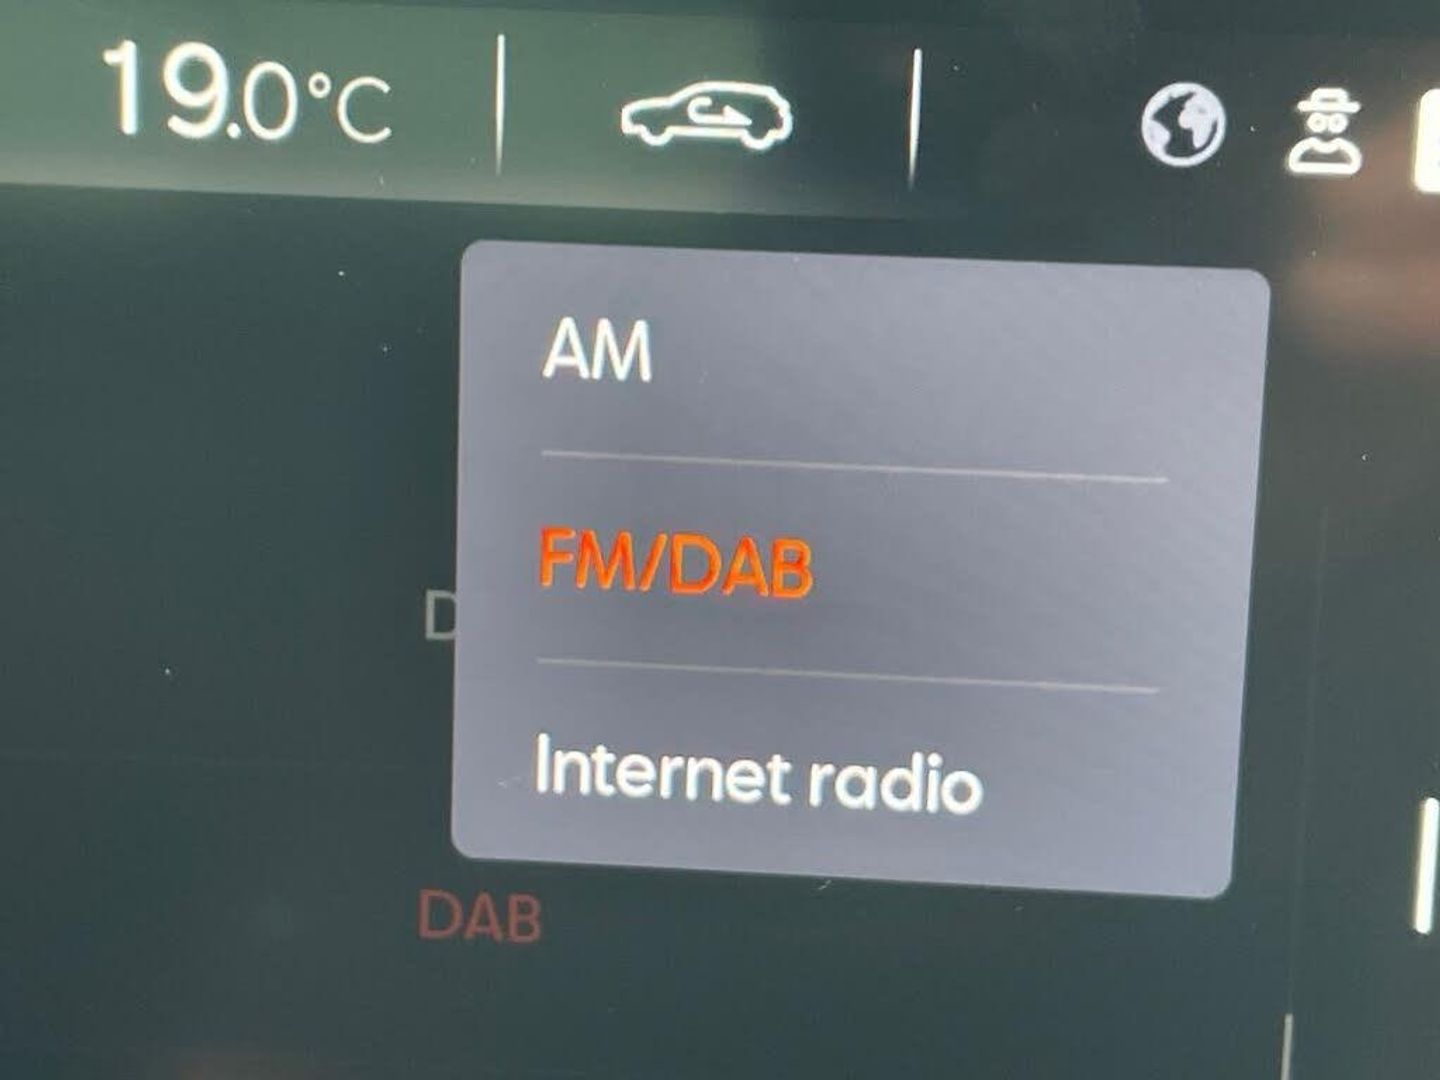 19.0°C
AM
FM/DAB
D
Internet radio
DAB